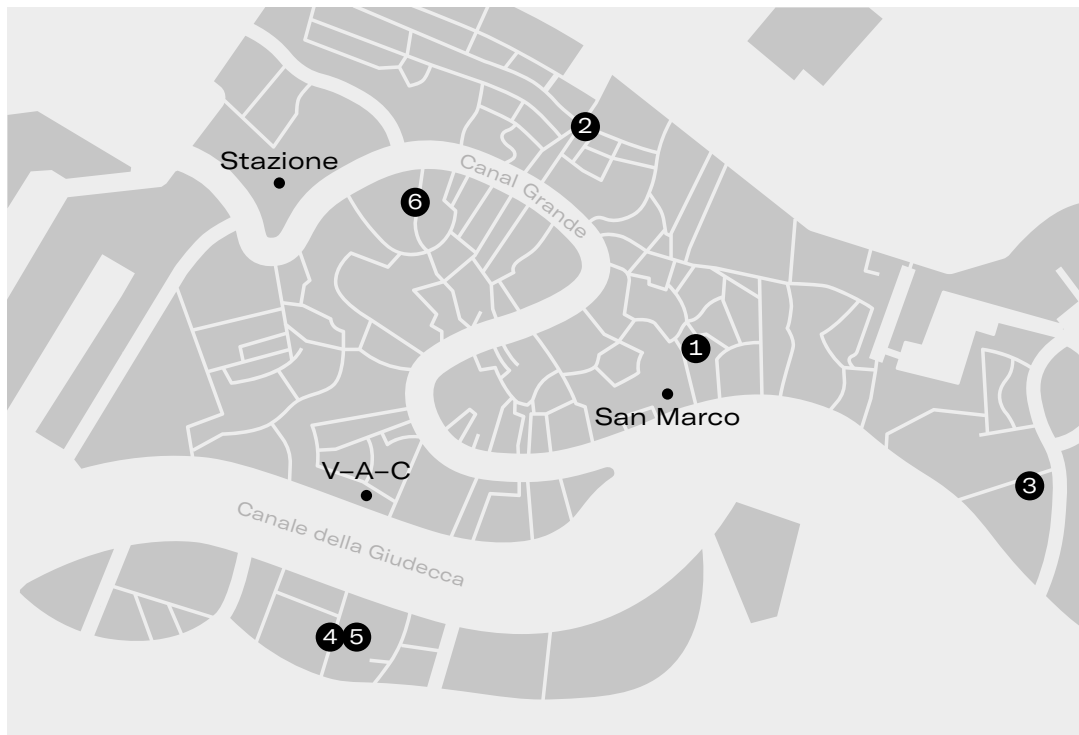 2
Stazione
Canal Grande
6
1
San Marco
V–A–C
3
Canale della Giudecca
4 5